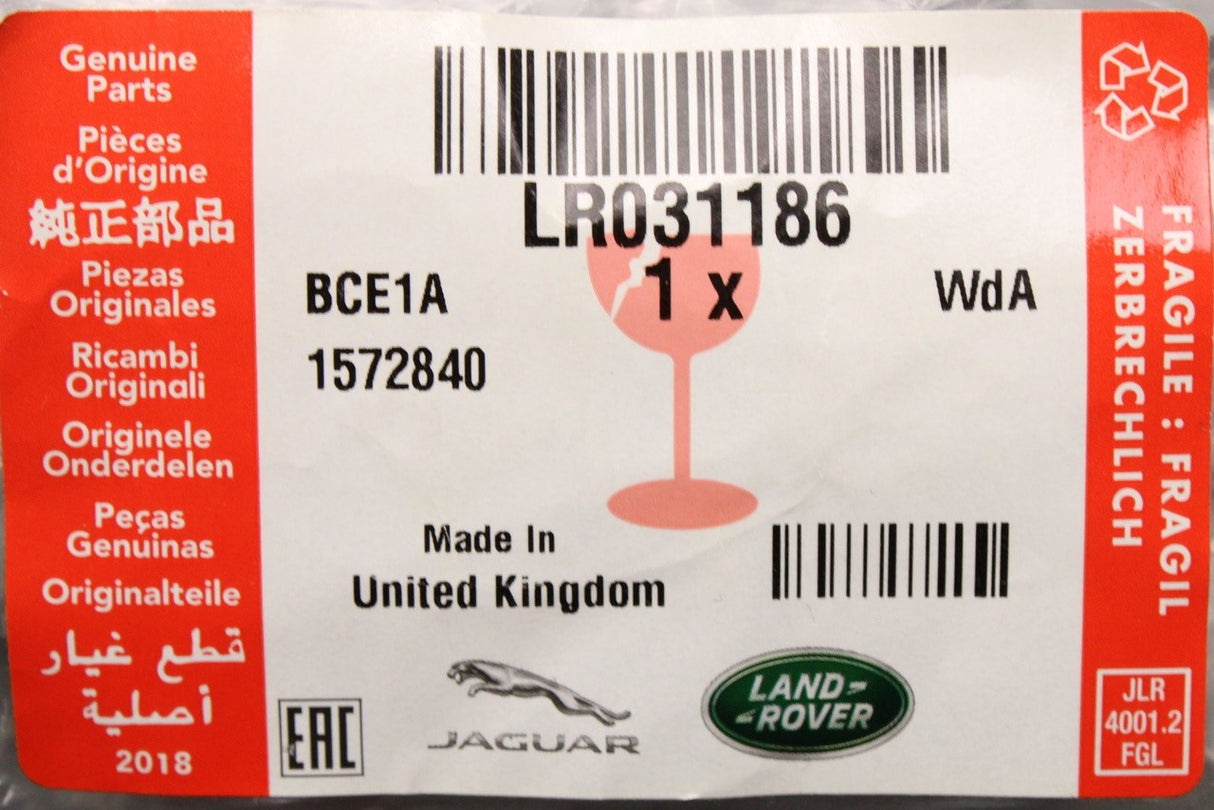 Genuine
Parts
Pièces
d'Origine
純正部品
Piezas
Originales
Ricambi
Originali
Originele
Onderdelen
Peças
Genuinas
Originalteile
قطع غيار
أصلية
2018
LR031186
1 x
BCE1A
WdA
1572840
Made In
United Kingdom
EAC
JAGUAR
LAND-
-ROVER
FRAGILE : FRAGIL
ZERBRECHLICH
JLR
4001.2
FGL